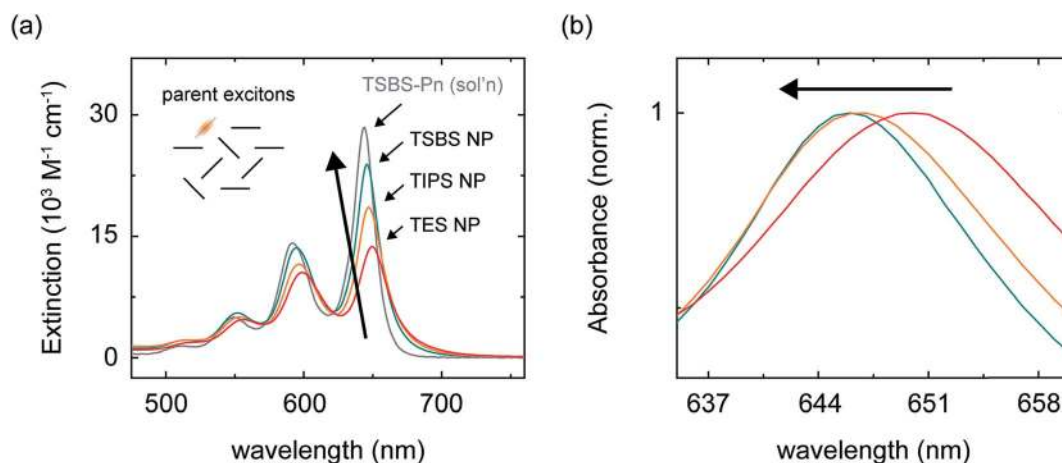 (a)
parent excitons
TSBS-Pn (sol'n)
TSBS NP
TIPS NP
TES NP
Extinction (10³ M⁻¹ cm⁻¹)
30
15
0
500
600
700
wavelength (nm)
(b)
Absorbance (norm.)
1
637
644
651
658
wavelength (nm)